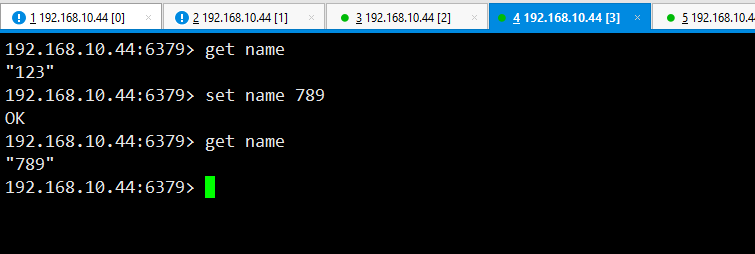 1 192.168.10.44 [0] × 2 192.168.10.44 [1] × 3 192.168.10.44 [2] × 4 192.168.10.44 [3] × 5 192.168.10.44
192.168.10.44:6379> get name
"123"
192.168.10.44:6379> set name 789
OK
192.168.10.44:6379> get name
"789"
192.168.10.44:6379>